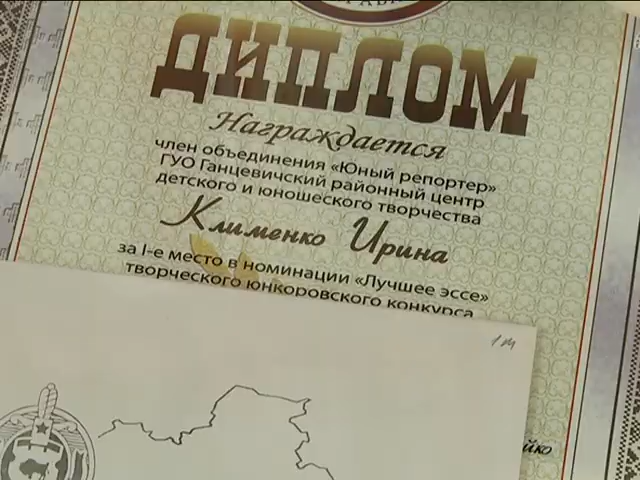 ДИПЛОМ
Награждается
член объединения «Юный репортер»
ГУО Ганцевичский районный центр
детского и юношеского творчества
Клименко Ирина
за I-е место в номинации «Лучшее эссе»
творческого юнкоровского конкурса
1 м